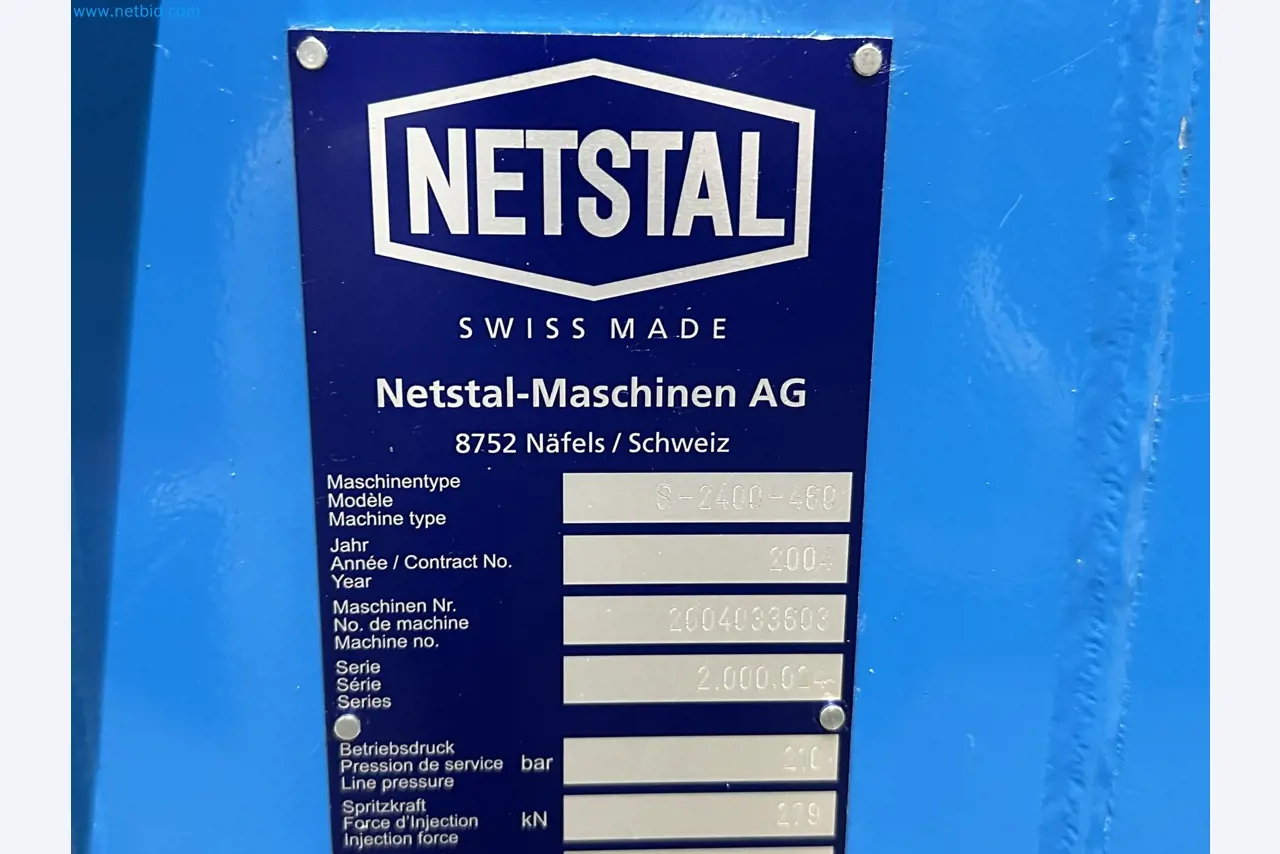 www.netbid.com
NETSTAL
SWISS MADE
Netstal-Maschinen AG
8752 Näfels / Schweiz
Maschinentype
Modèle
Machine type
S-2400-460
Jahr
Année / Contract No.
Year
2004
Maschinen Nr.
No. de machine
Machine no.
2004033603
Serie
Série
Series
2.000.014
Betriebsdruck
Pression de service bar
Line pressure
210
Spritzkraft
Force d'Injection kN
Injection force
279